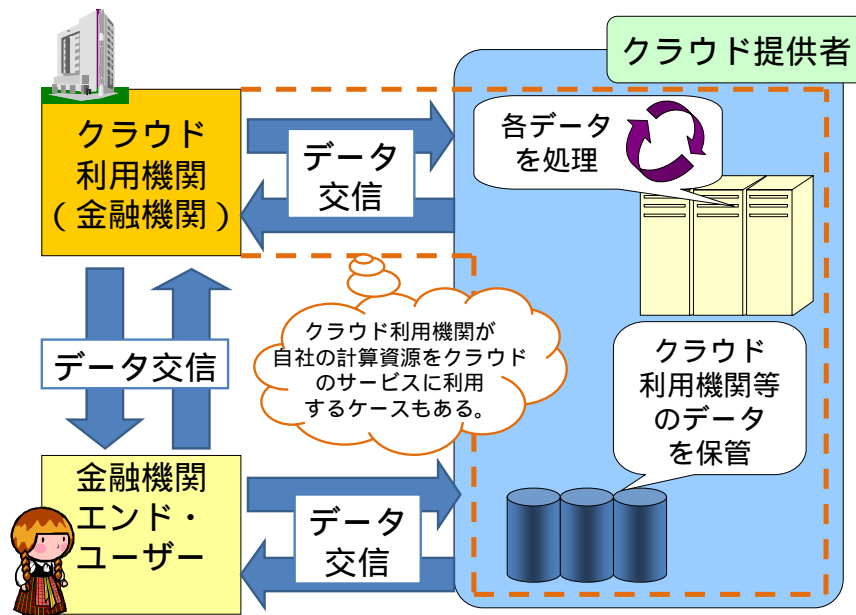 クラウド提供者
クラウド
利用機関
（金融機関）
データ
交信
各データ
を処理
クラウド利用機関が
自社の計算資源をクラウド
のサービスに利用
するケースもある。
データ交信
クラウド
利用機関等
のデータ
を保管
金融機関
エンド・
ユーザー
データ
交信